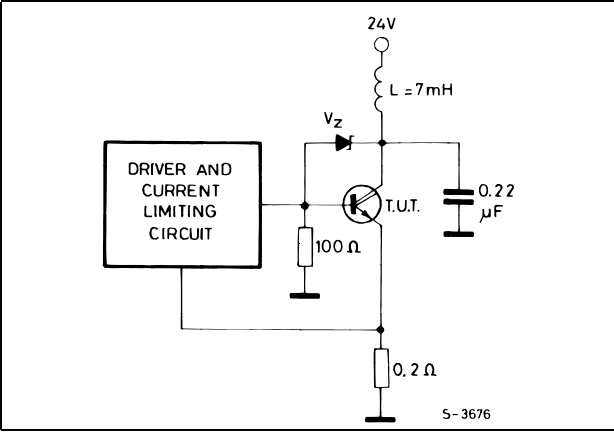 24V
L = 7mH
VZ
DRIVER AND
CURRENT
LIMITING
CIRCUIT
T.U.T.
0.22
µF
100 Ω
0.2 Ω
S-3676